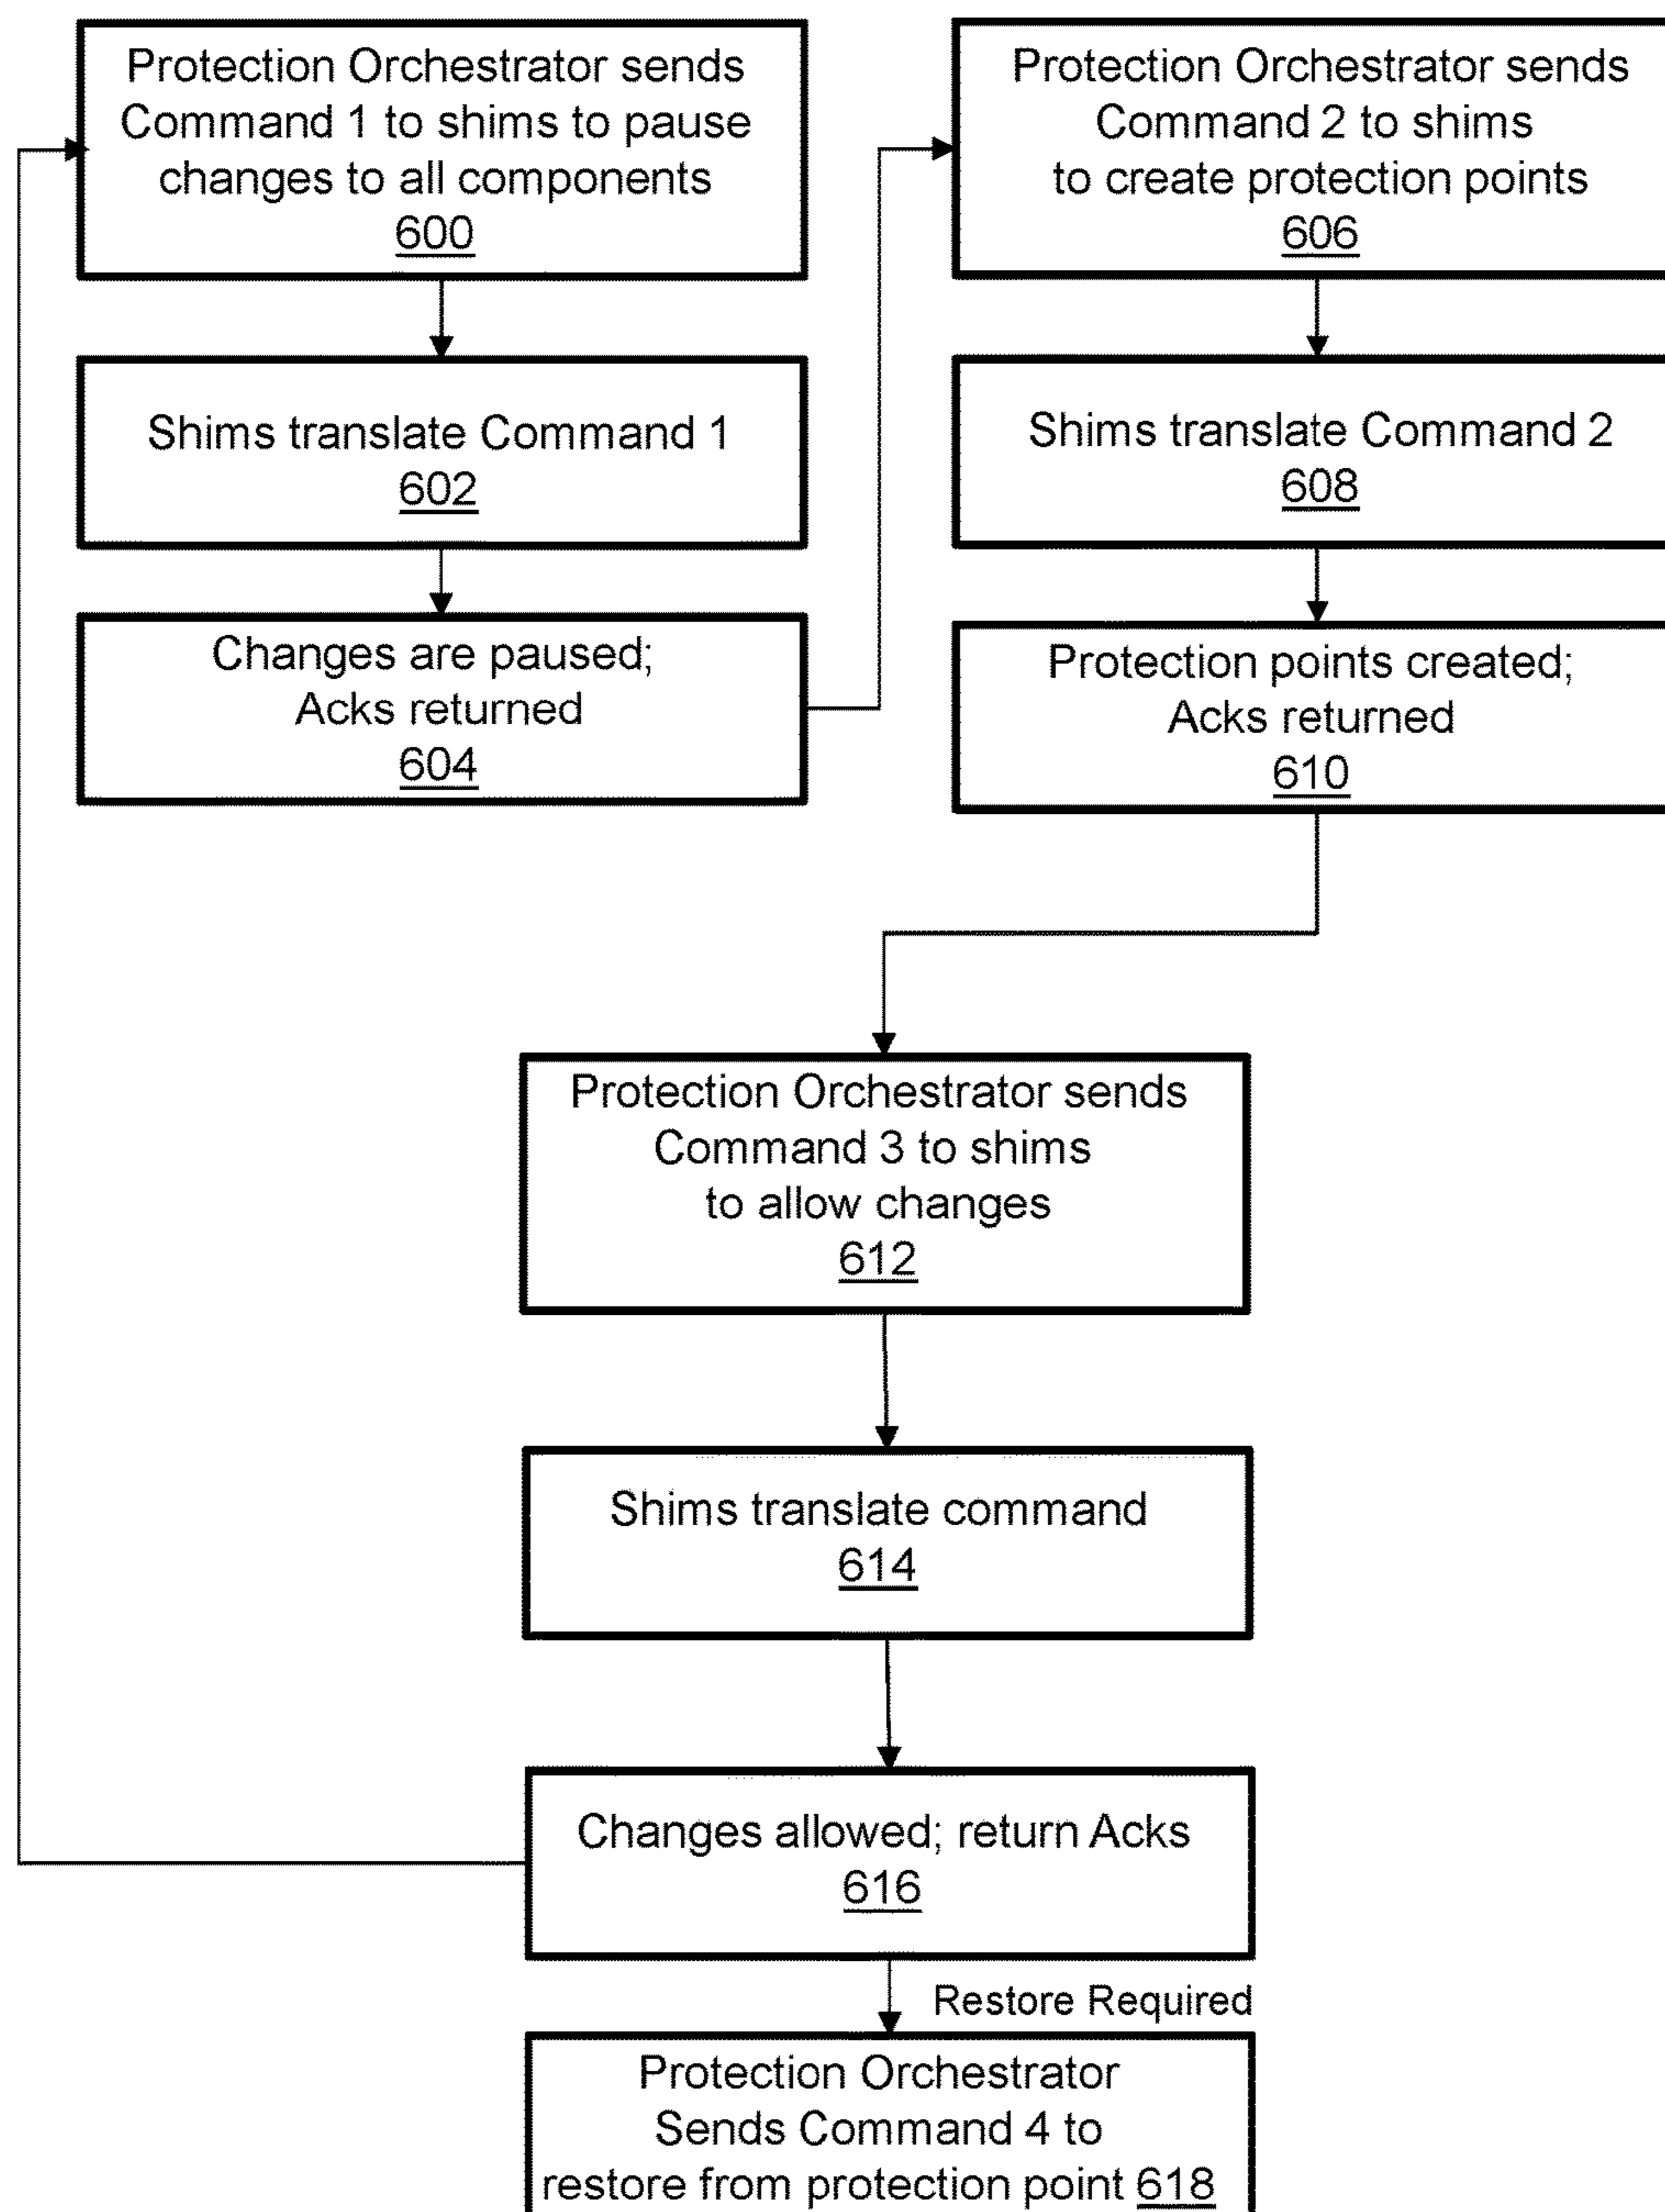 Protection Orchestrator sends
Command 1 to shims to pause
changes to all components
600
Shims translate Command 1
602
Changes are paused;
Acks returned
604
Protection Orchestrator sends
Command 2 to shims
to create protection points
606
Shims translate Command 2
608
Protection points created;
Acks returned
610
Protection Orchestrator sends
Command 3 to shims
to allow changes
612
Shims translate command
614
Changes allowed; return Acks
616
Restore Required
Protection Orchestrator
Sends Command 4 to
restore from protection point 618